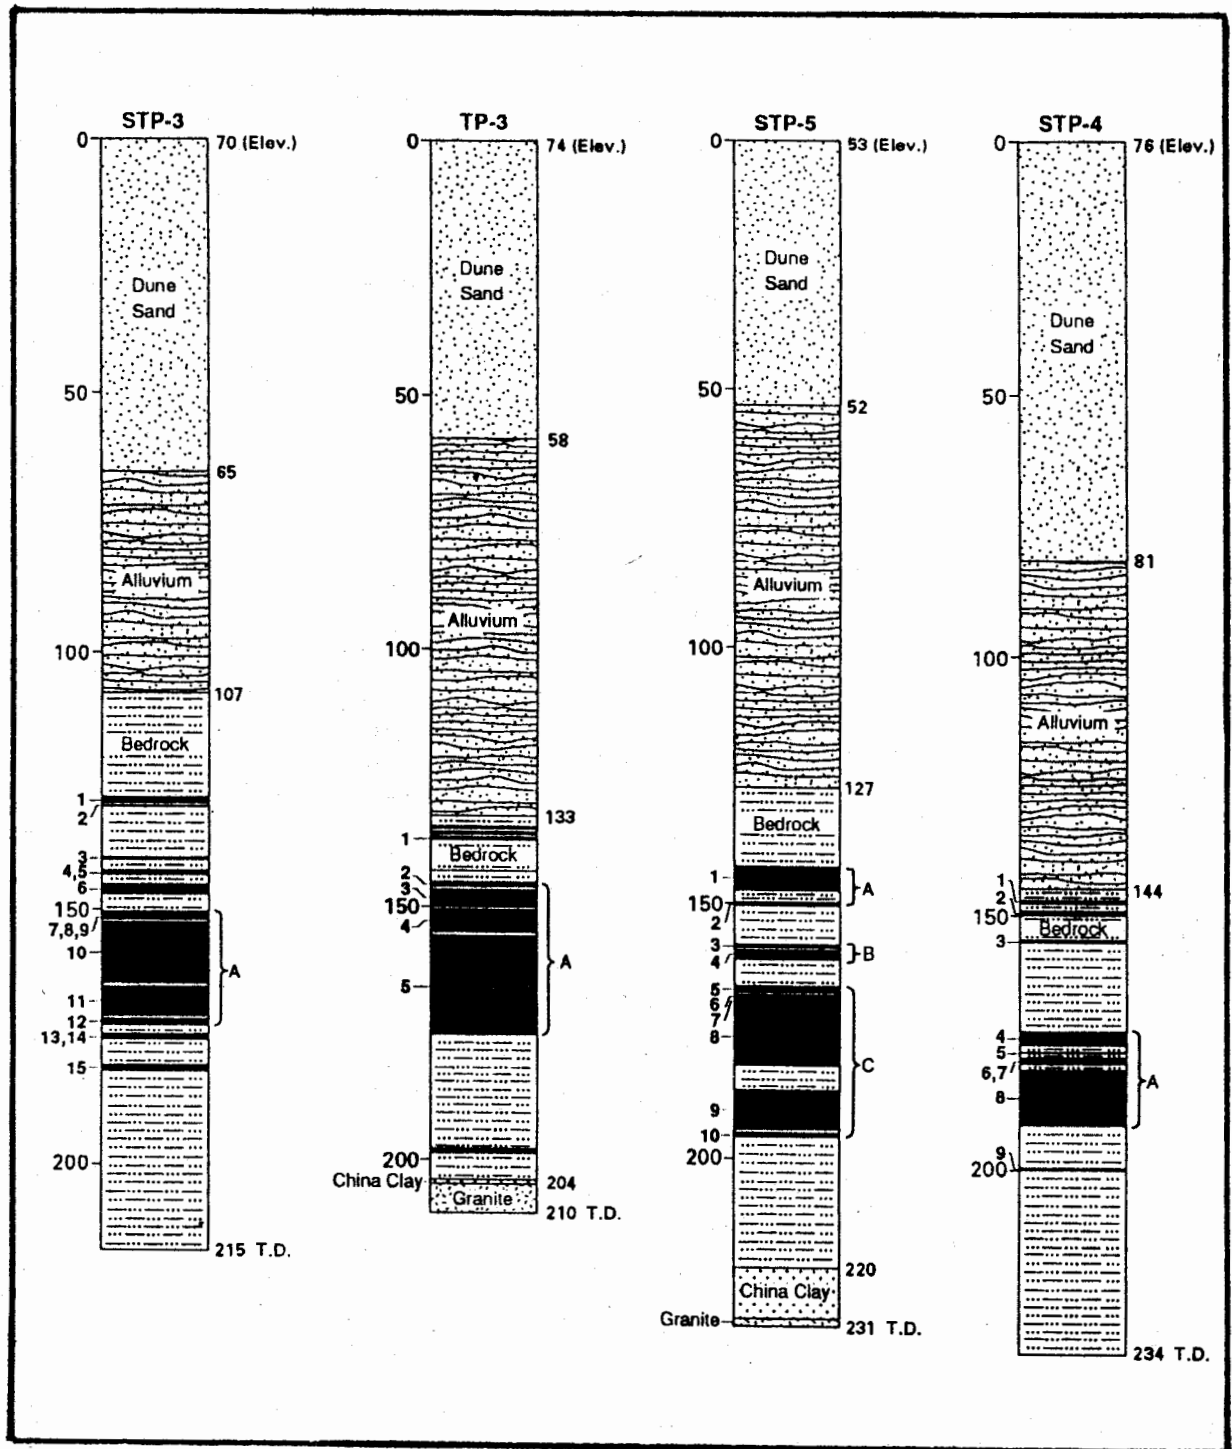 STP-3
0
70 (Elev.)
Dune
Sand
50
65
Alluvium
100
107
Bedrock
1
2
3
4,5
6
150
7,8,9
10
A
11
12
13,14
15
200
215 T.D.
TP-3
0
74 (Elev.)
Dune
Sand
50
58
Alluvium
100
133
1
Bedrock
2
3
150
4
A
5
200
China Clay
204
Granite
210 T.D.
STP-5
0
53 (Elev.)
Dune
Sand
50
52
Alluvium
100
127
Bedrock
1
A
150
2
3
B
4
5
6
7
8
C
9
10
200
220
China Clay
Granite
231 T.D.
STP-4
0
76 (Elev.)
Dune
Sand
50
81
100
Alluvium
1
144
2
150
Bedrock
3
4
5
6,7
A
8
9
200
234 T.D.